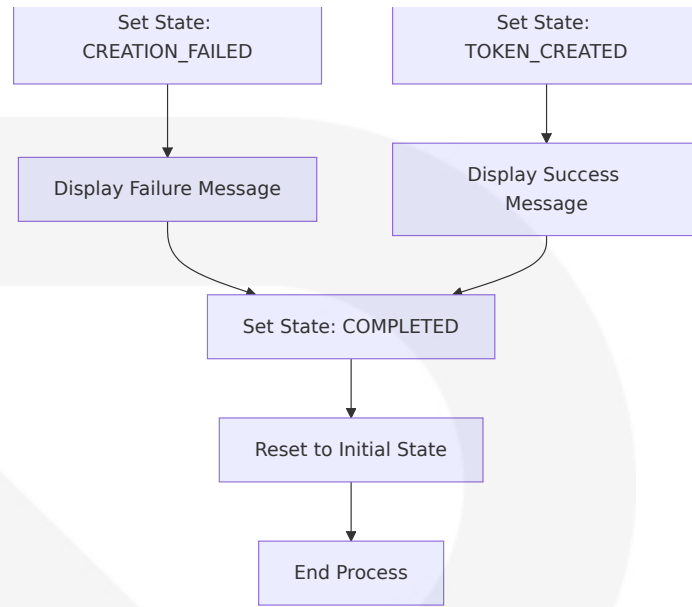 Set State:
CREATION_FAILED
Set State:
TOKEN_CREATED
Display Failure Message
Display Success
Message
Set State: COMPLETED
Reset to Initial State
End Process